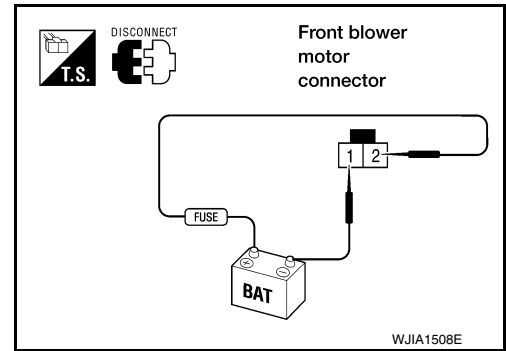 DISCONNECT
T.S.
Front blower
motor
connector
1 2
FUSE
+ −
BAT
WJIA1508E